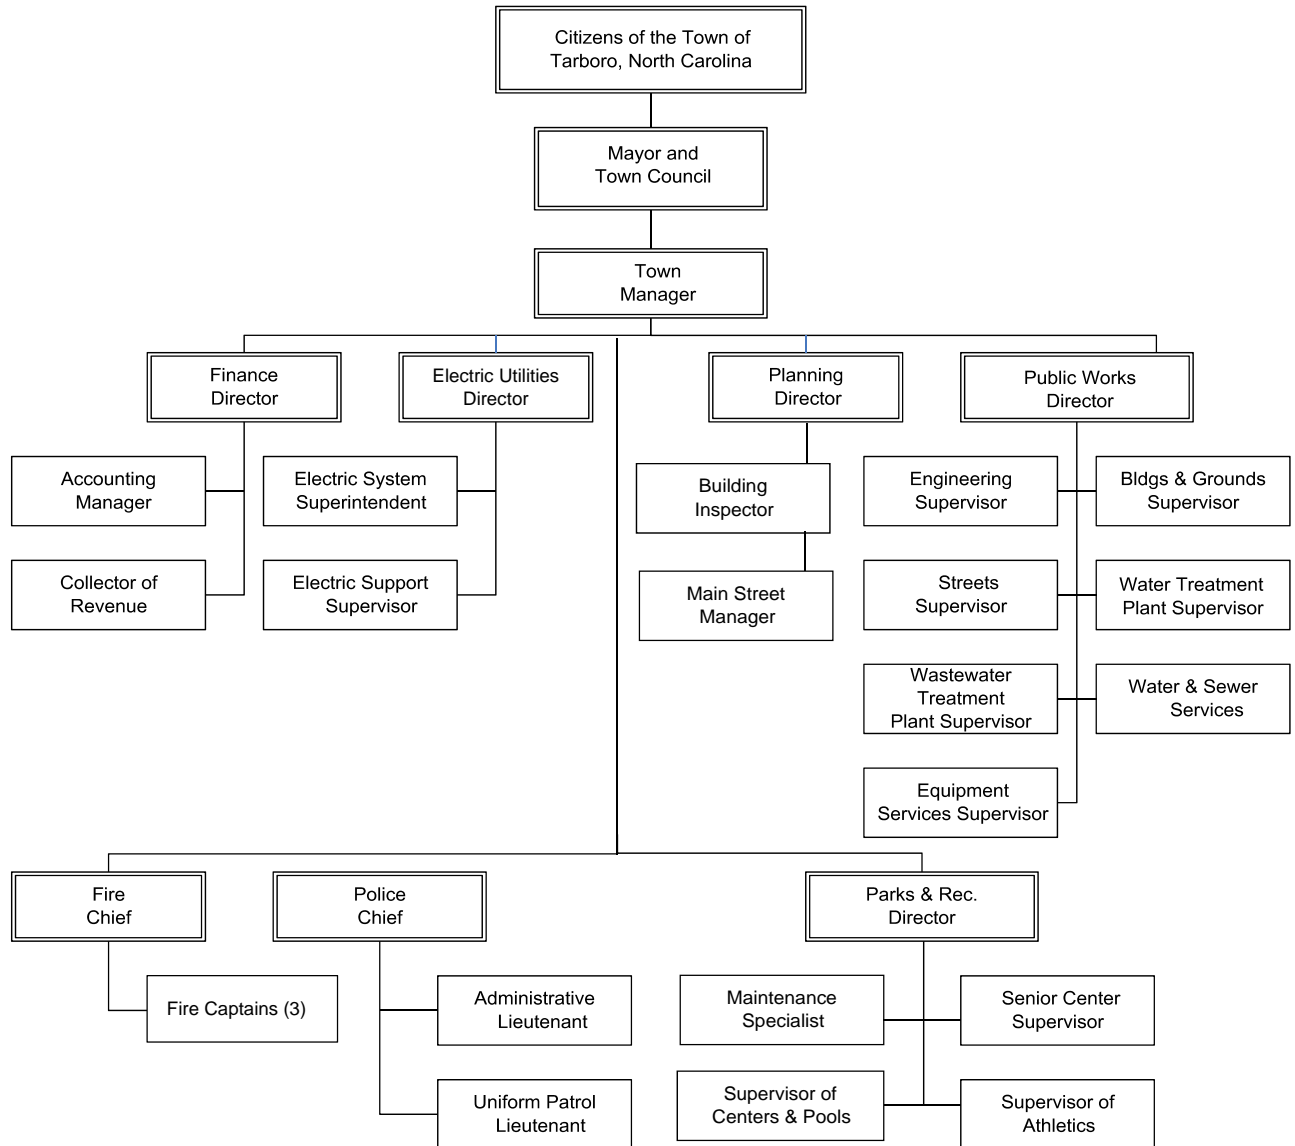 Citizens of the Town of
Tarboro, North Carolina
Mayor and
Town Council
Town
Manager
Finance
Director
Electric Utilities
Director
Planning
Director
Public Works
Director
Accounting
Manager
Electric System
Superintendent
Building
Inspector
Engineering
Supervisor
Bldgs & Grounds
Supervisor
Collector of
Revenue
Electric Support
Supervisor
Main Street
Manager
Streets
Supervisor
Water Treatment
Plant Supervisor
Wastewater
Treatment
Plant Supervisor
Water & Sewer
Services
Equipment
Services Supervisor
Fire
Chief
Police
Chief
Parks & Rec.
Director
Fire Captains (3)
Administrative
Lieutenant
Maintenance
Specialist
Senior Center
Supervisor
Uniform Patrol
Lieutenant
Supervisor of
Centers & Pools
Supervisor of
Athletics